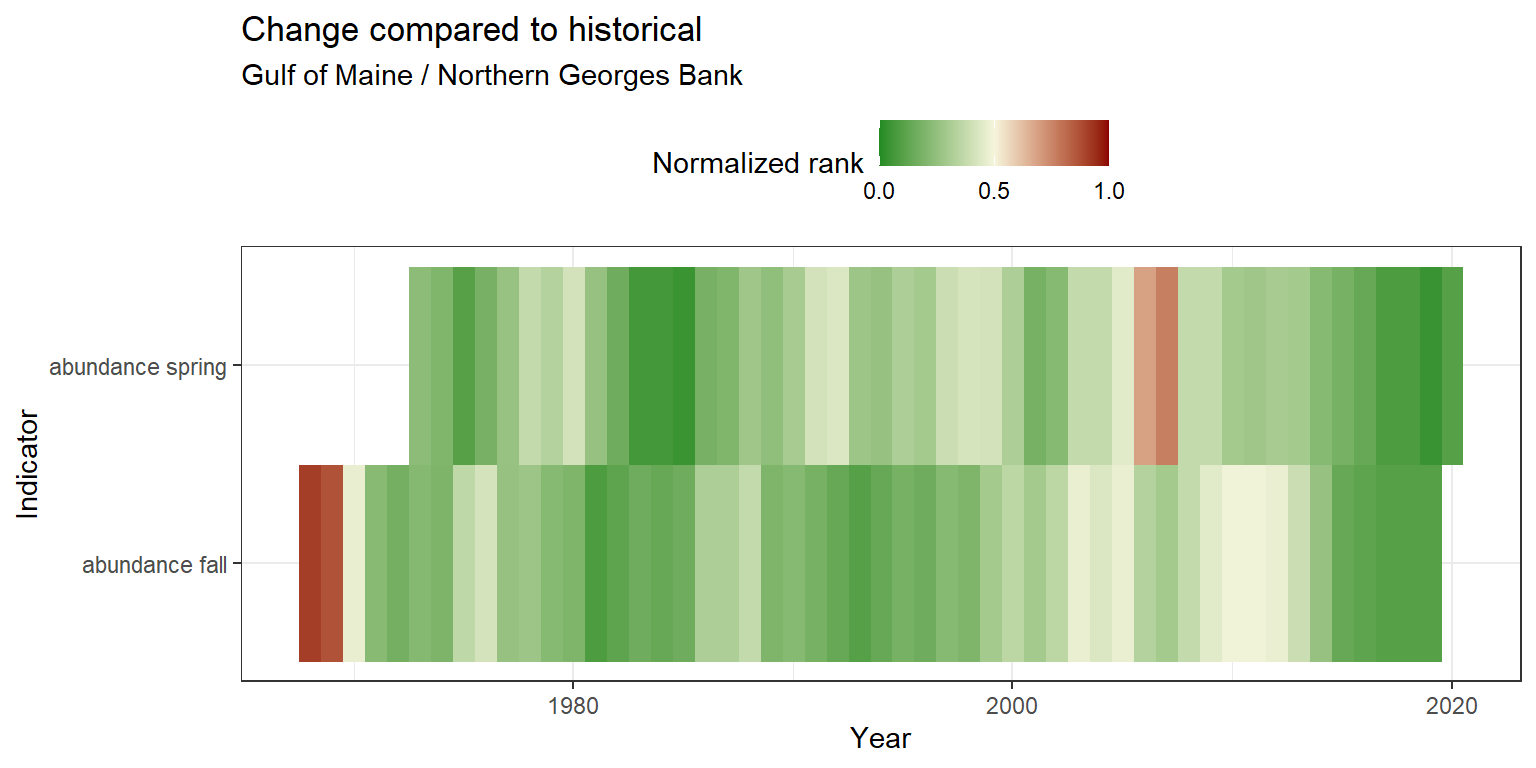 Change compared to historical
Gulf of Maine / Northern Georges Bank
Normalized rank
0.0 0.5 1.0
Indicator
abundance spring
abundance fall
1980 2000 2020
Year